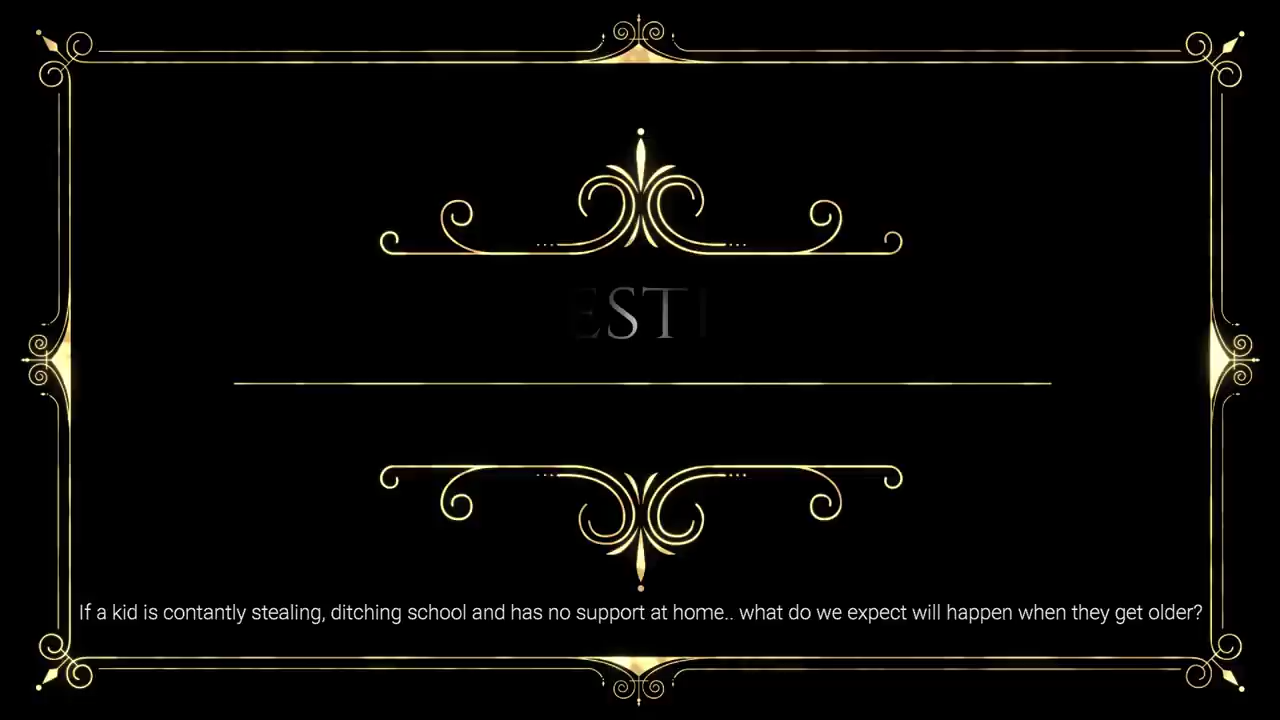 EST
If a kid is contantly stealing, ditching school and has no support at home.. what do we expect will happen when they get older?